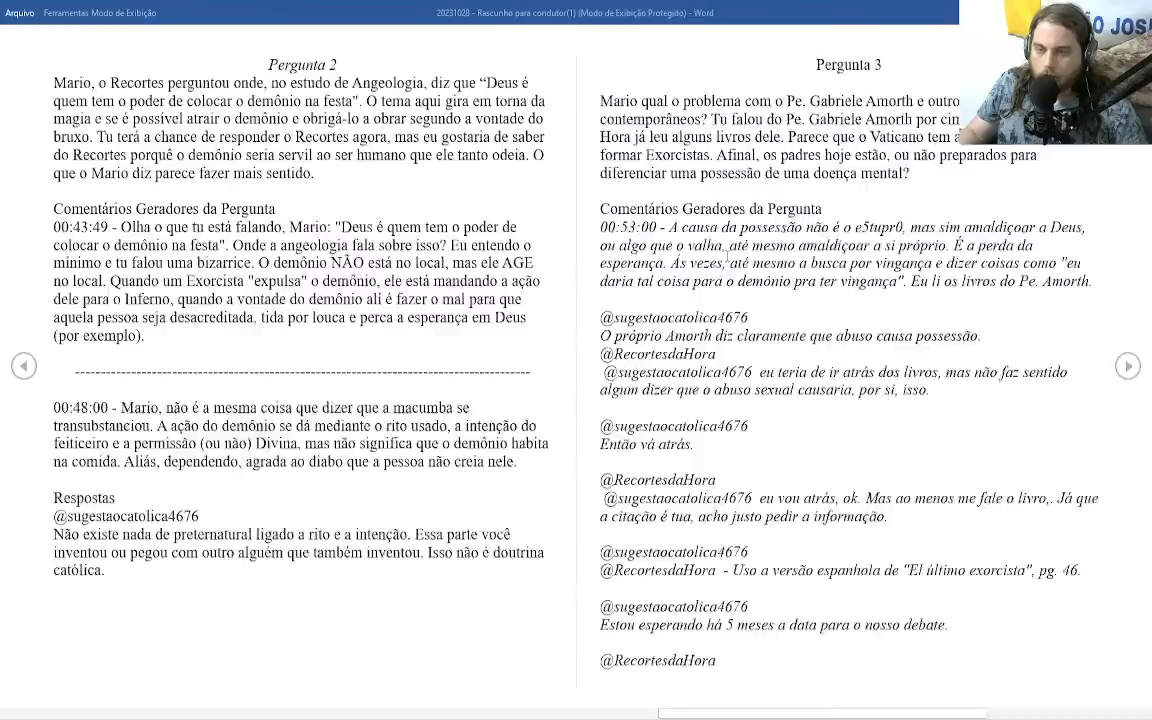 Arquivo Ferramentas Modo de Exibição
20231028 - Rascunho para condutor(1) (Modo de Exibição Protegido) - Word
ÃO JOS
Pergunta 2
Mario, o Recortes perguntou onde, no estudo de Angeologia, diz que “Deus é
quem tem o poder de colocar o demônio na festa". O tema aqui gira em torna da
magia e se é possível atrair o demônio e obrigá-lo a obrar segundo a vontade do
bruxo. Tu terá a chance de responder o Recortes agora, mas eu gostaria de saber
do Recortes porquê o demônio seria servil ao ser humano que ele tanto odeia. O
que o Mario diz parece fazer mais sentido.
Comentários Geradores da Pergunta
00:43:49 - Olha o que tu está falando, Mario: "Deus é quem tem o poder de
colocar o demônio na festa". Onde a angeologia fala sobre isso? Eu entendo o
mínimo e tu falou uma bizarrice. O demônio NÃO está no local, mas ele AGE
no local. Quando um Exorcista "expulsa" o demônio, ele está mandando a ação
dele para o Inferno, quando a vontade do demônio ali é fazer o mal para que
aquela pessoa seja desacreditada, tida por louca e perca a esperança em Deus
(por exemplo).
--------------------------------------------------------------------------------------------
00:48:00 - Mario, não é a mesma coisa que dizer que a macumba se
transubstanciou. A ação do demônio se dá mediante o rito usado, a intenção do
feiticeiro e a permissão (ou não) Divina, mas não significa que o demônio habita
na comida. Aliás, dependendo, agrada ao diabo que a pessoa não creia nele.
Respostas
@sugestaocatolica4676
Não existe nada de preternatural ligado a rito e a intenção. Essa parte você
inventou ou pegou com outro alguém que também inventou. Isso não é doutrina
católica.
Pergunta 3
Mario qual o problema com o Pe. Gabriele Amorth e outro
contemporâneos? Tu falou do Pe. Gabriele Amorth por cim
Hora já leu alguns livros dele. Parece que o Vaticano tem a
formar Exorcistas. Afinal, os padres hoje estão, ou não preparados para
diferenciar uma possessão de uma doença mental?
Comentários Geradores da Pergunta
00:53:00 - A causa da possessão não é o e5tupr0, mas sim amaldiçoar a Deus,
ou algo que o valha, até mesmo amaldiçoar a si próprio. É a perda da
esperança. Ás vezes, até mesmo a busca por vingança e dizer coisas como "eu
daria tal coisa para o demônio pra ter vingança". Eu li os livros do Pe. Amorth.
@sugestaocatolica4676
O próprio Amorth diz claramente que abuso causa possessão.
@RecortesdaHora
@sugestaocatolica4676 eu teria de ir atrás dos livros, mas não faz sentido
algum dizer que o abuso sexual causaria, por si, isso.
@sugestaocatolica4676
Então vá atrás.
@RecortesdaHora
@sugestaocatolica4676 eu vou atrás, ok. Mas ao menos me fale o livro,. Já que
a citação é tua, acho justo pedir a informação.
@sugestaocatolica4676
@RecortesdaHora - Uso a versão espanhola de "El último exorcista", pg. 46.
@sugestaocatolica4676
Estou esperando há 5 meses a data para o nosso debate.
@RecortesdaHora